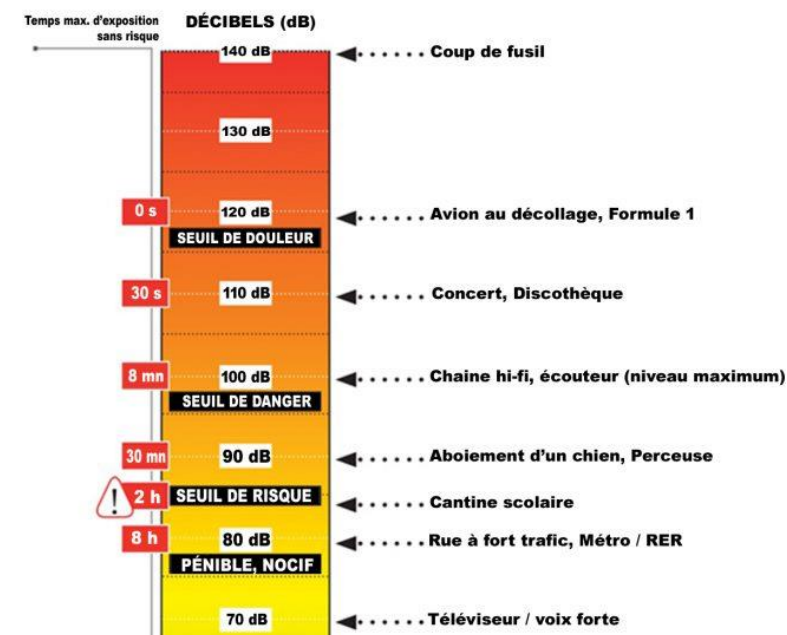 Temps max. d'exposition
sans risque
DÉCIBELS (dB)
140 dB
Coup de fusil
130 dB
0 s
120 dB
Avion au décollage, Formule 1
SEUIL DE DOULEUR
30 s
110 dB
Concert, Discothèque
8 mn
100 dB
Chaine hi-fi, écouteur (niveau maximum)
SEUIL DE DANGER
30 mn
90 dB
Aboiement d'un chien, Perceuse
! 2 h
SEUIL DE RISQUE
Cantine scolaire
8 h
80 dB
Rue à fort trafic, Métro / RER
PÉNIBLE, NOCIF
70 dB
Téléviseur / voix forte